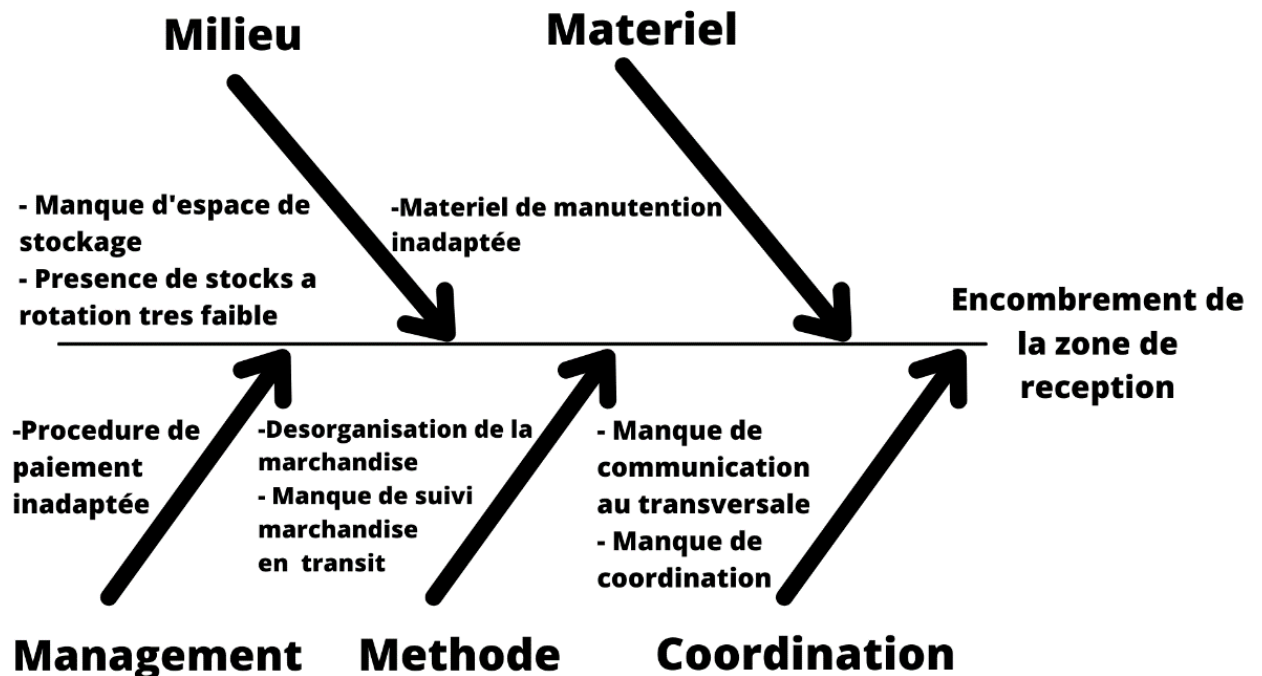 Milieu
Materiel
- Manque d'espace de
stockage
- Presence de stocks a
rotation tres faible
-Materiel de manutention
inadaptée
Encombrement de
la zone de
reception
-Procedure de
paiement
inadaptée
-Desorganisation de la
marchandise
- Manque de suivi
marchandise
en transit
- Manque de
communication
au transversale
- Manque de
coordination
Management
Methode
Coordination